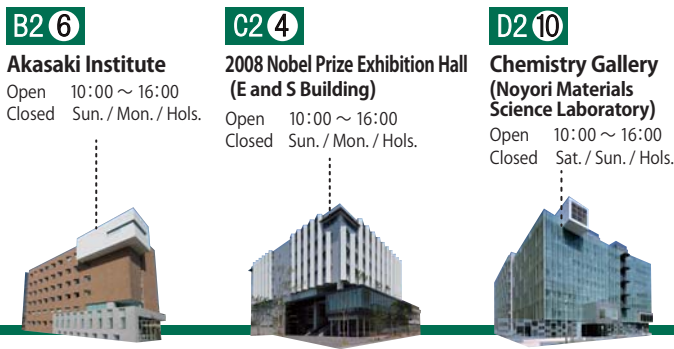 B2 6
Akasaki Institute
Open 10:00 ～ 16:00
Closed Sun. / Mon. / Hols.
C2 4
2008 Nobel Prize Exhibition Hall
(E and S Building)
Open 10:00 ～ 16:00
Closed Sun. / Mon. / Hols.
D2 10
Chemistry Gallery
(Noyori Materials
Science Laboratory)
Open 10:00 ～ 16:00
Closed Sat. / Sun. / Hols.